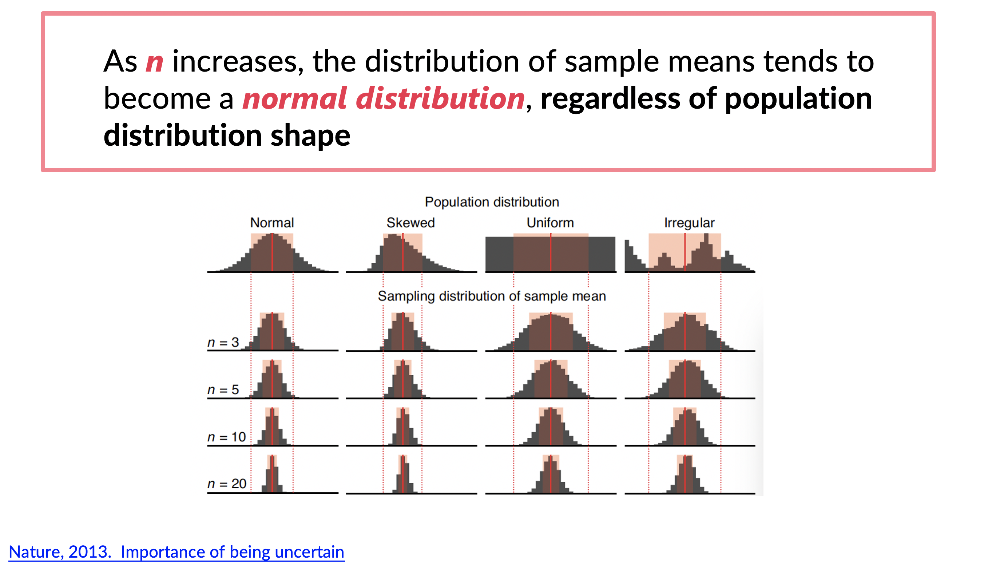 As n increases, the distribution of sample means tends to
become a normal distribution, regardless of population
distribution shape
Population distribution
Normal
Skewed
Uniform
Irregular
Sampling distribution of sample mean
n = 3
n = 5
n = 10
n = 20
Nature, 2013. Importance of being uncertain